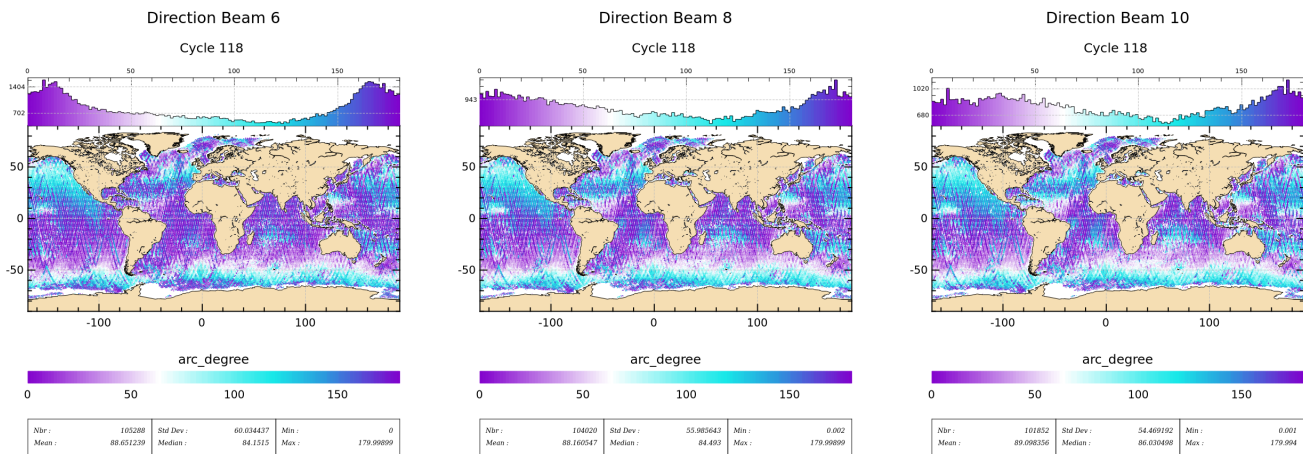 Direction Beam 6
Cycle 118
0 50 100 150
1404
702
50
0
-50
-100 0 100
arc_degree
0 50 100 150
Nbr : 105288 Std Dev : 60.034437 Min : 0
Mean : 88.651239 Median : 84.1515 Max : 179.99899
Direction Beam 8
Cycle 118
0 50 100 150
943
50
0
-50
-100 0 100
arc_degree
0 50 100 150
Nbr : 104020 Std Dev : 55.985643 Min : 0.002
Mean : 88.160547 Median : 84.493 Max : 179.99899
Direction Beam 10
Cycle 118
0 50 100 150
1020
680
50
0
-50
-100 0 100
arc_degree
0 50 100 150
Nbr : 101852 Std Dev : 54.469192 Min : 0.001
Mean : 89.098356 Median : 86.030498 Max : 179.994